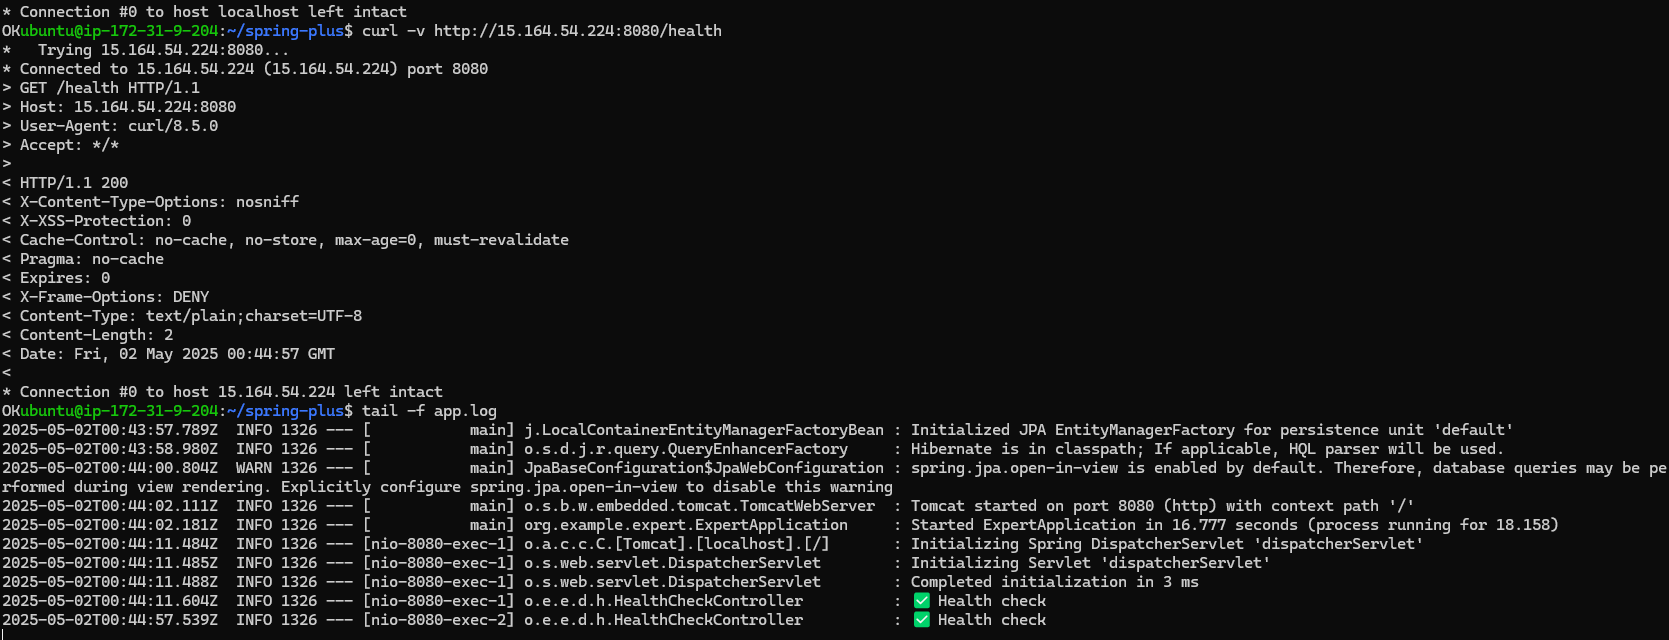 * Connection #0 to host localhost left intact
OKubuntu@ip-172-31-9-204:~/spring-plus$ curl -v http://15.164.54.224:8080/health
*   Trying 15.164.54.224:8080...
* Connected to 15.164.54.224 (15.164.54.224) port 8080
> GET /health HTTP/1.1
> Host: 15.164.54.224:8080
> User-Agent: curl/8.5.0
> Accept: */*
>
< HTTP/1.1 200
< X-Content-Type-Options: nosniff
< X-XSS-Protection: 0
< Cache-Control: no-cache, no-store, max-age=0, must-revalidate
< Pragma: no-cache
< Expires: 0
< X-Frame-Options: DENY
< Content-Type: text/plain;charset=UTF-8
< Content-Length: 2
< Date: Fri, 02 May 2025 00:44:57 GMT
<
* Connection #0 to host 15.164.54.224 left intact
OKubuntu@ip-172-31-9-204:~/spring-plus$ tail -f app.log
2025-05-02T00:43:57.789Z  INFO 1326 --- [           main] j.LocalContainerEntityManagerFactoryBean : Initialized JPA EntityManagerFactory for persistence unit 'default'
2025-05-02T00:43:58.980Z  INFO 1326 --- [           main] o.s.d.j.r.query.QueryEnhancerFactory     : Hibernate is in classpath; If applicable, HQL parser will be used.
2025-05-02T00:44:00.804Z  WARN 1326 --- [           main] JpaBaseConfiguration$JpaWebConfiguration : spring.jpa.open-in-view is enabled by default. Therefore, database queries may be pe
rformed during view rendering. Explicitly configure spring.jpa.open-in-view to disable this warning
2025-05-02T00:44:02.111Z  INFO 1326 --- [           main] o.s.b.w.embedded.tomcat.TomcatWebServer  : Tomcat started on port 8080 (http) with context path '/'
2025-05-02T00:44:02.181Z  INFO 1326 --- [           main] org.example.expert.ExpertApplication     : Started ExpertApplication in 16.777 seconds (process running for 18.158)
2025-05-02T00:44:11.484Z  INFO 1326 --- [nio-8080-exec-1] o.a.c.c.C.[Tomcat].[localhost].[/]       : Initializing Spring DispatcherServlet 'dispatcherServlet'
2025-05-02T00:44:11.485Z  INFO 1326 --- [nio-8080-exec-1] o.s.web.servlet.DispatcherServlet        : Initializing Servlet 'dispatcherServlet'
2025-05-02T00:44:11.488Z  INFO 1326 --- [nio-8080-exec-1] o.s.web.servlet.DispatcherServlet        : Completed initialization in 3 ms
2025-05-02T00:44:11.604Z  INFO 1326 --- [nio-8080-exec-1] o.e.e.d.h.HealthCheckController          : ✅ Health check
2025-05-02T00:44:57.539Z  INFO 1326 --- [nio-8080-exec-2] o.e.e.d.h.HealthCheckController          : ✅ Health check